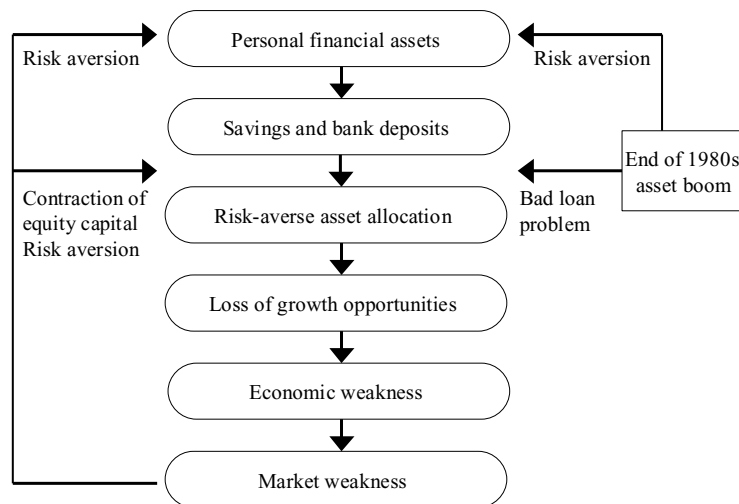 Personal financial assets
Risk aversion
Risk aversion
Savings and bank deposits
End of 1980s
asset boom
Contraction of
equity capital
Risk aversion
Risk-averse asset allocation
Bad loan
problem
Loss of growth opportunities
Economic weakness
Market weakness